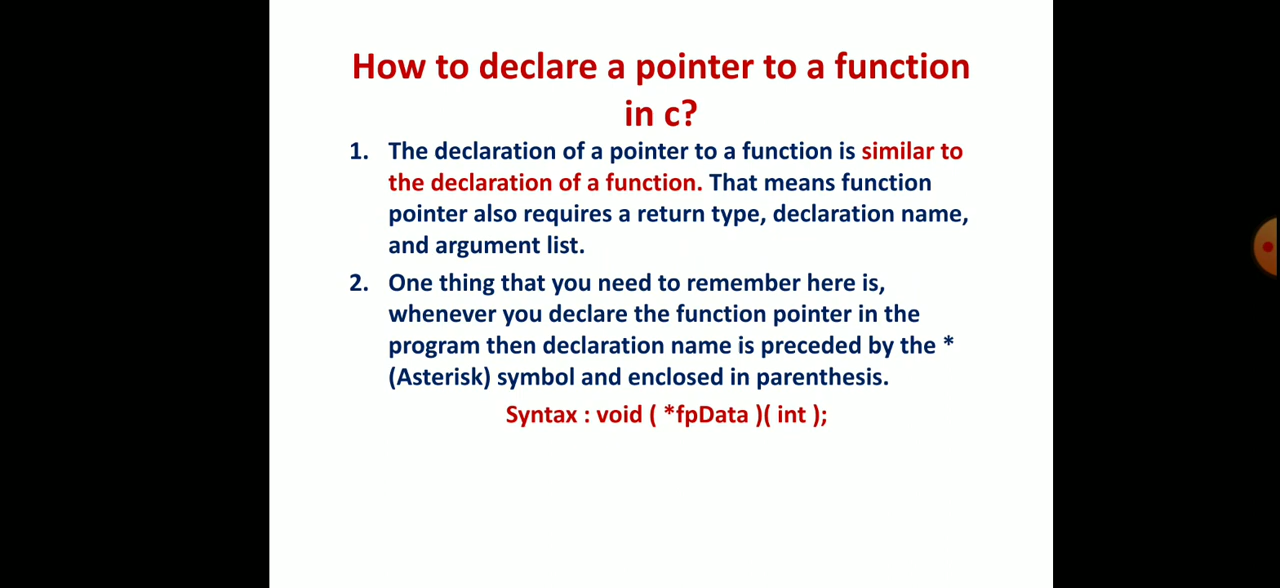 How to declare a pointer to a function
in c?
1. The declaration of a pointer to a function is similar to
the declaration of a function. That means function
pointer also requires a return type, declaration name,
and argument list.
2. One thing that you need to remember here is,
whenever you declare the function pointer in the
program then declaration name is preceded by the *
(Asterisk) symbol and enclosed in parenthesis.
Syntax : void ( *fpData )( int );